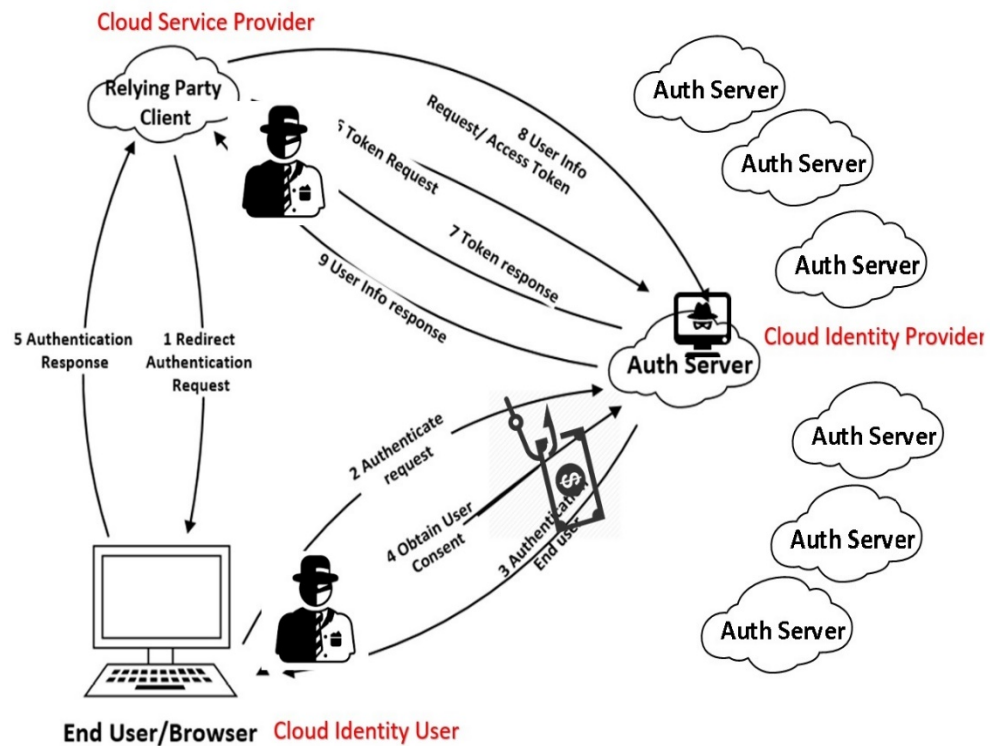 Cloud Service Provider
Relying Party
Client
Auth Server
Auth Server
Auth Server
8 User Info
Request/ Access Token
Token Request
7 Token response
9 User Info response
5 Authentication
Response
1 Redirect
Authentication
Request
Cloud Identity Provider
Auth Server
2 Authenticate
request
4 Obtain User
Consent
3 Authentication
End user
Auth Server
Auth Server
Auth Server
End User/Browser
Cloud Identity User